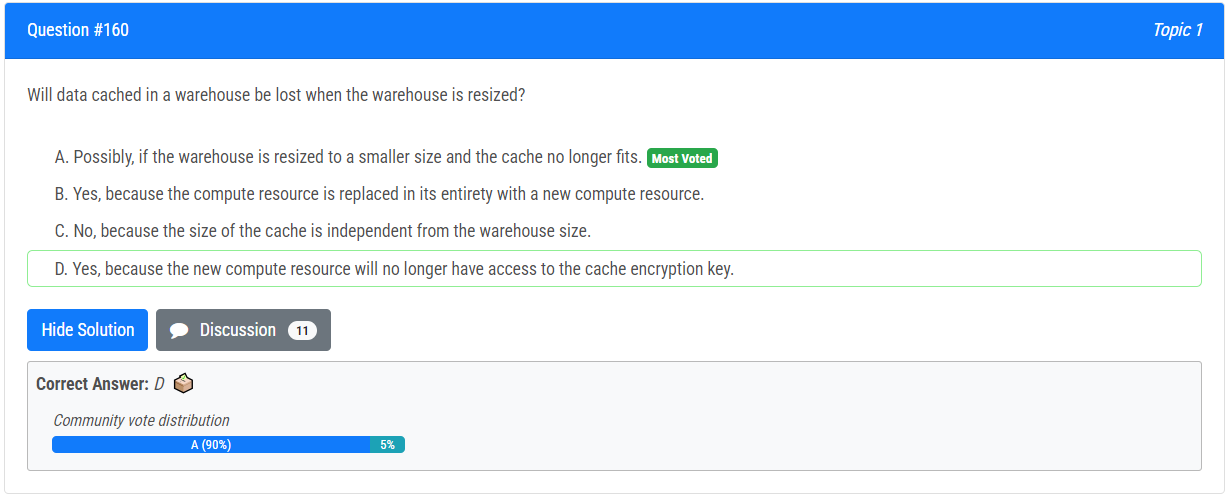 Question #160 Topic 1
Will data cached in a warehouse be lost when the warehouse is resized?
A. Possibly, if the warehouse is resized to a smaller size and the cache no longer fits. Most Voted
B. Yes, because the compute resource is replaced in its entirety with a new compute resource.
C. No, because the size of the cache is independent from the warehouse size.
D. Yes, because the new compute resource will no longer have access to the cache encryption key.
Hide Solution Discussion 11
Correct Answer: D
Community vote distribution
A (90%) 5%